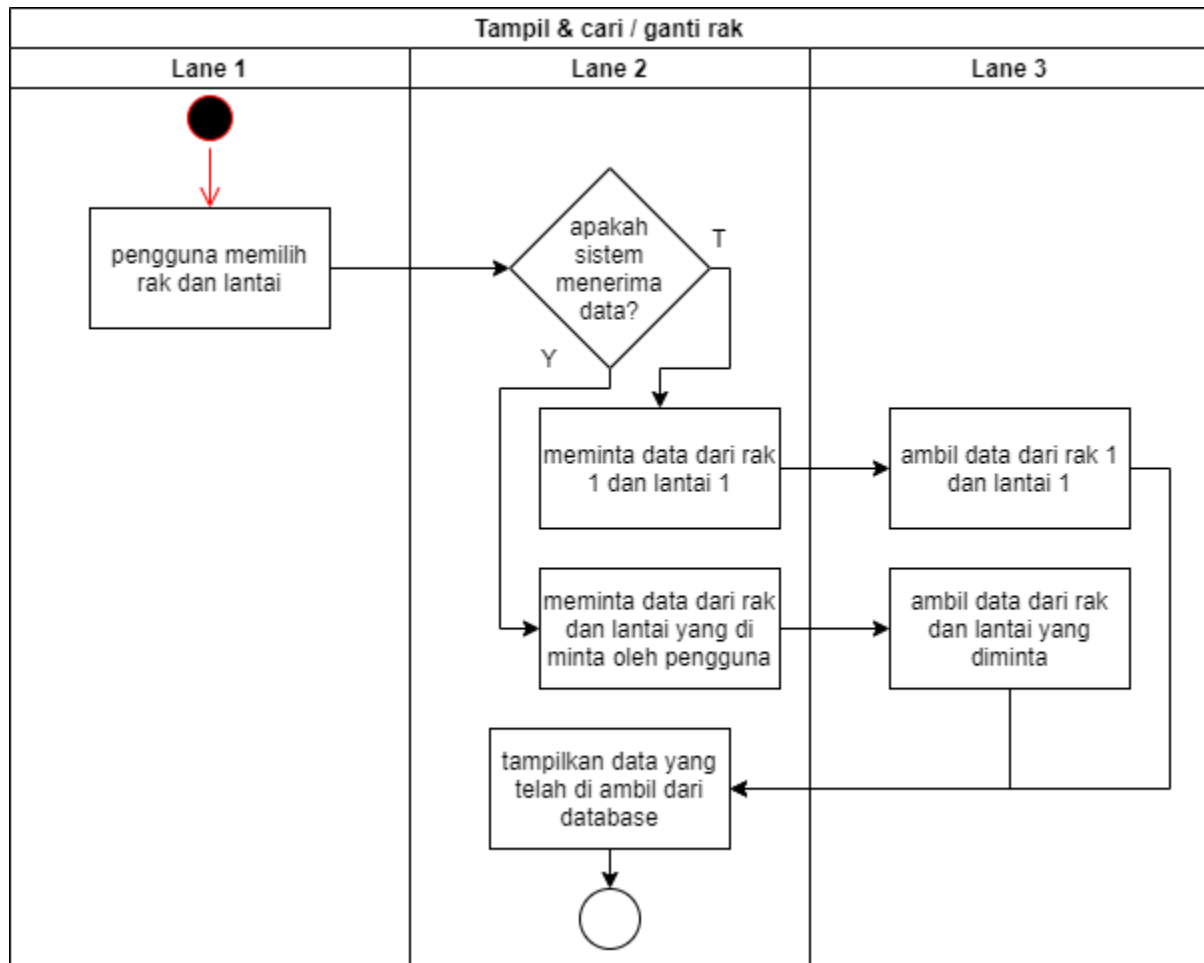 Tampil & cari / ganti rak
Lane 1
Lane 2
Lane 3
pengguna memilih
rak dan lantai
apakah
sistem
menerima
data?
T
Y
meminta data dari rak
1 dan lantai 1
ambil data dari rak 1
dan lantai 1
meminta data dari rak
dan lantai yang di
minta oleh pengguna
ambil data dari rak
dan lantai yang
diminta
tampilkan data yang
telah di ambil dari
database